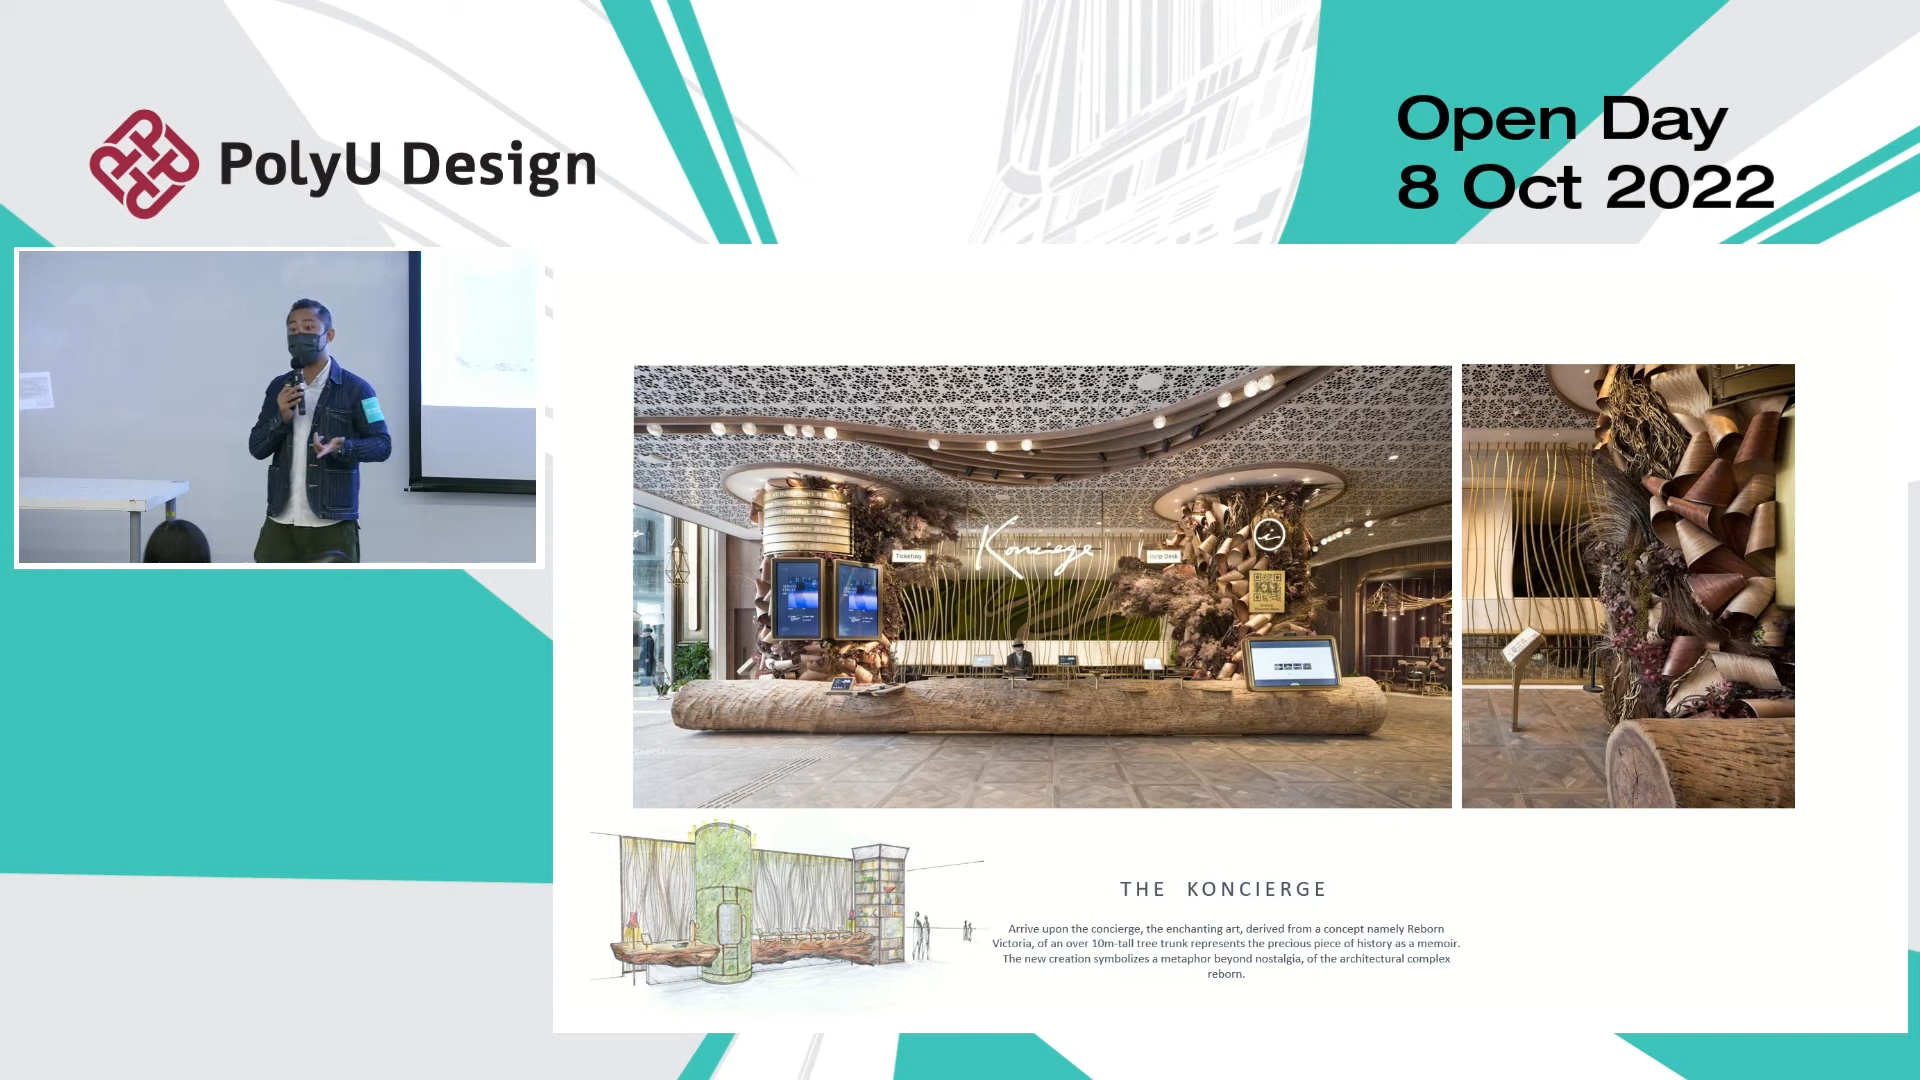 PolyU Design
Open Day
8 Oct 2022
Koncierge
Ticketing
Help Desk
i
THE KONCIERGE
Arrive upon the concierge, the enchanting art, derived from a concept namely Reborn
Victoria, of an over 10m-tall tree trunk represents the precious piece of history as a memoir.
The new creation symbolizes a metaphor beyond nostalgia, of the architectural complex
reborn.